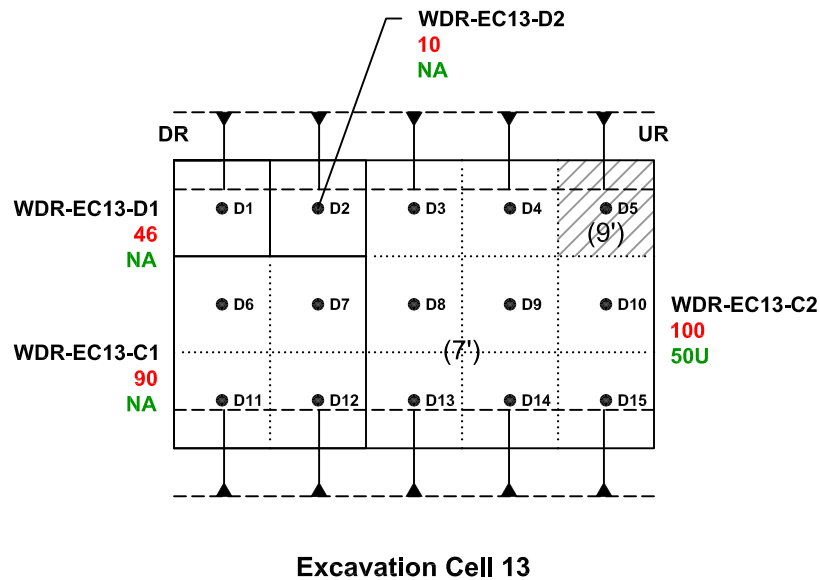 WDR-EC13-D2
10
NA
DR
UR
WDR-EC13-D1
46
NA
D1
D2
D3
D4
D5
(9')
D6
D7
D8
D9
D10
WDR-EC13-C2
100
50U
WDR-EC13-C1
90
NA
(7')
D11
D12
D13
D14
D15
Excavation Cell 13